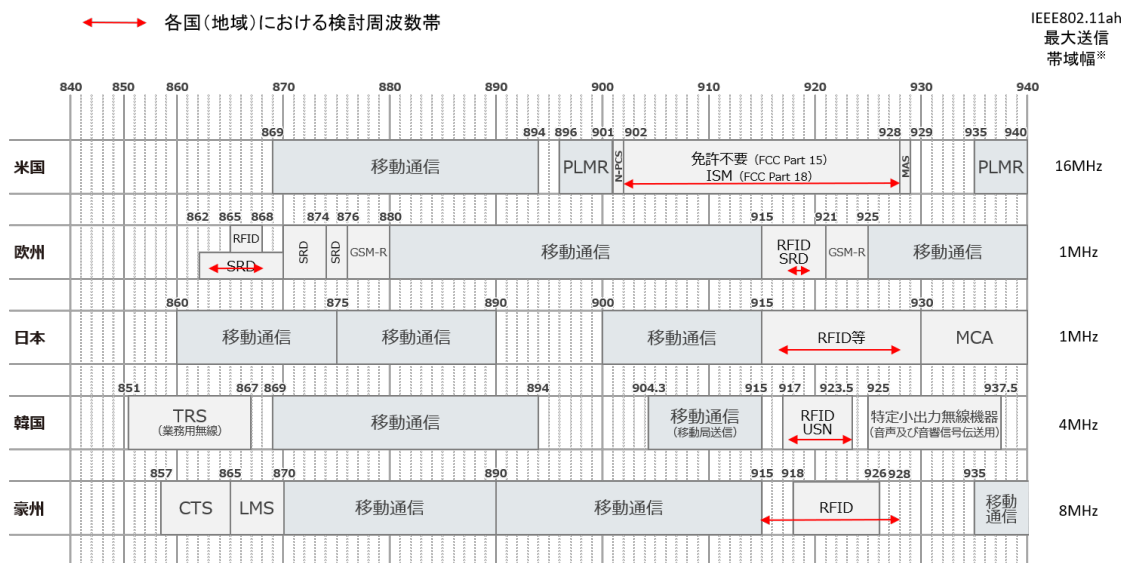 各国(地域)における検討周波数帯
IEEE802.11ah
最大送信
帯域幅※
840 850 860 870 880 890 900 910 920 930 940
869 894 896 901 902 928 929 935 940
米国 移動通信 PLMR N-PCS 免許不要 (FCC Part 15) MAS PLMR 16MHz
ISM (FCC Part 18)
862 865 868 874 876 880 915 921 925
欧州 RFID SRD SRD SRD GSM-R 移動通信 RFID GSM-R 移動通信 1MHz
SRD
860 875 890 900 915 930
日本 移動通信 移動通信 移動通信 RFID等 MCA 1MHz
851 867 869 894 904.3 915 917 923.5 925 937.5
韓国 TRS 移動通信 移動通信 RFID 特定小出力無線機器 4MHz
(業務用無線) (移動局送信) USN (音声及び音響信号伝送用)
857 865 870 890 915 918 926 928 935
豪州 CTS LMS 移動通信 移動通信 RFID 移動 8MHz
通信